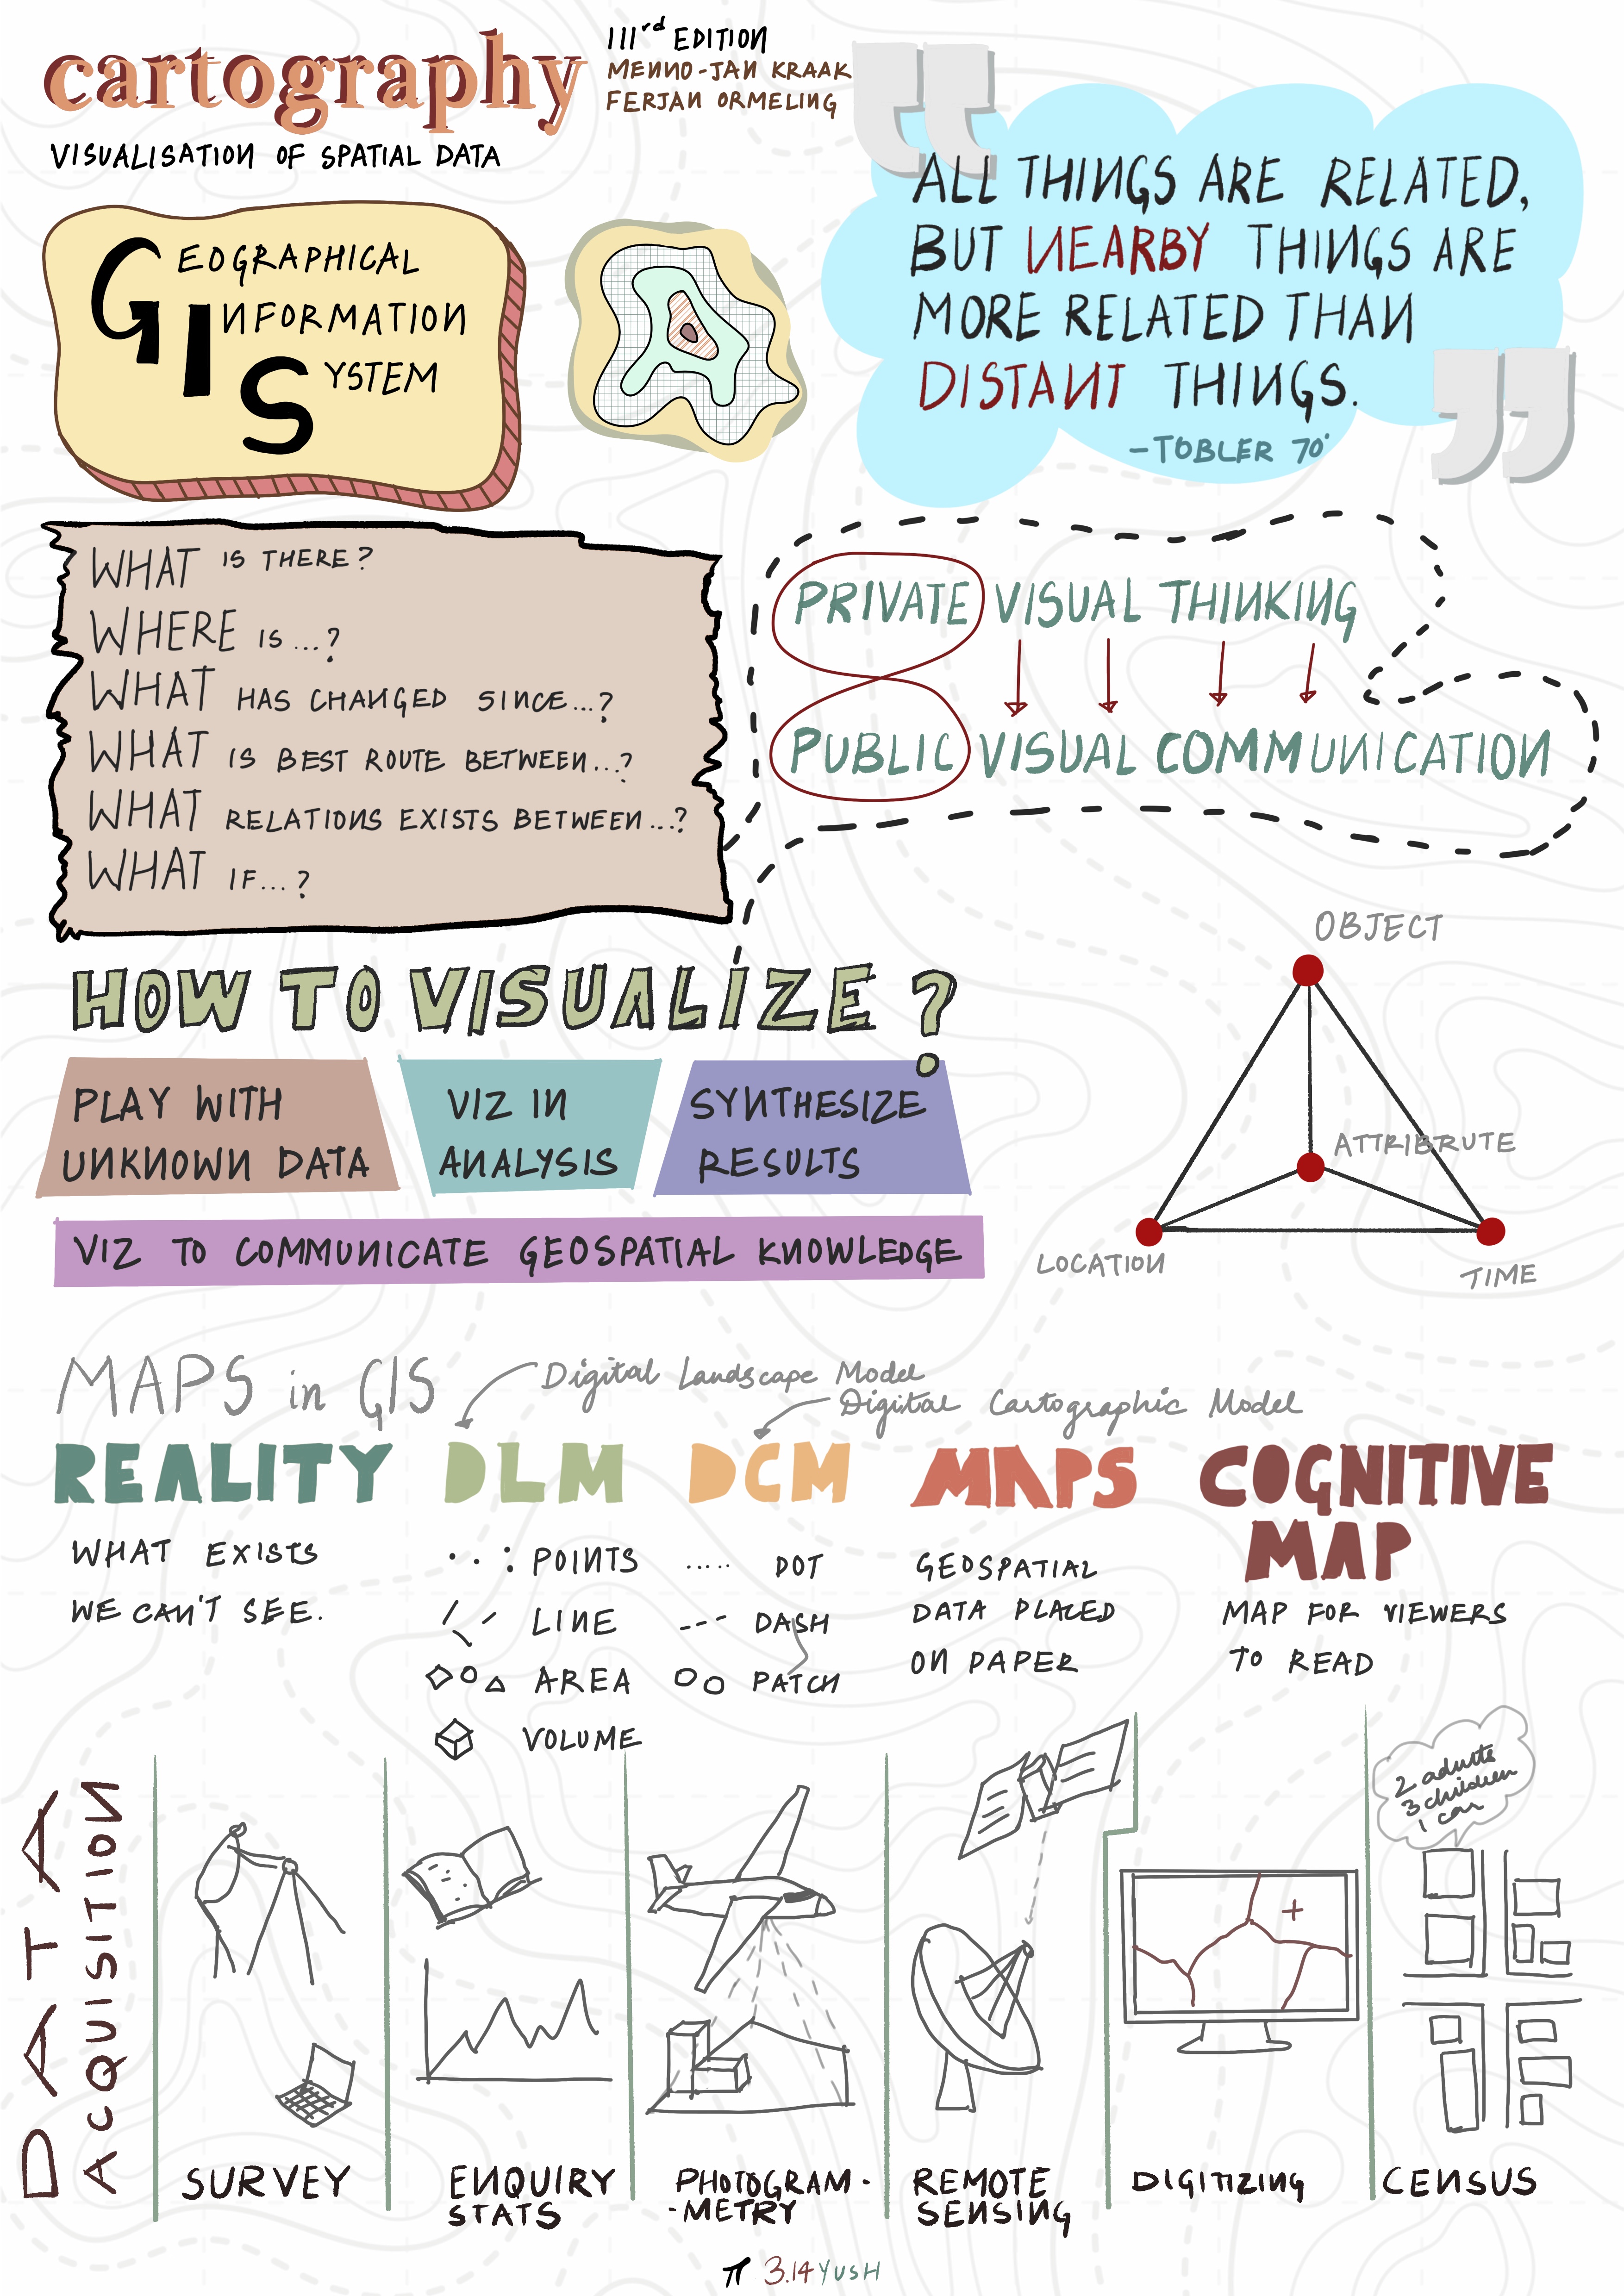 cartography
VISUALISATION OF SPATIAL DATA
IIIrd EDITION
MENNO-JAN KRAAK
FERJAN ORMELING
GEOGRAPHICAL
INFORMATION
SYSTEM
“ALL THINGS ARE RELATED,
BUT NEARBY THINGS ARE
MORE RELATED THAN
DISTANT THINGS.”
-TOBLER 70'
WHAT IS THERE?
WHERE IS ...?
WHAT HAS CHANGED SINCE...?
WHAT IS BEST ROUTE BETWEEN...?
WHAT RELATIONS EXISTS BETWEEN...?
WHAT IF...?
PRIVATE VISUAL THINKING
PUBLIC VISUAL COMMUNICATION
HOW TO VISUALIZE?
PLAY WITH
UNKNOWN DATA
VIZ IN
ANALYSIS
SYNTHESIZE
RESULTS
VIZ TO COMMUNICATE GEOSPATIAL KNOWLEDGE
OBJECT
ATTRIBRUTE
LOCATION
TIME
MAPS in GIS
Digital Landscape Model
Digital Cartographic Model
REALITY
WHAT EXISTS
WE CAN'T SEE.
DLM
POINTS
LINE
AREA
VOLUME
DCM
DOT
DASH
PATCH
MAPS
GEOSPATIAL
DATA PLACED
ON PAPER
COGNITIVE
MAP
MAP FOR VIEWERS
TO READ
DATA
ACQUISITION
SURVEY
ENQUIRY
STATS
PHOTOGRAM-
-METRY
REMOTE
SENSING
DIGITIZING
2 adults
3 children
1 car
CENSUS
π 3.14YUSH